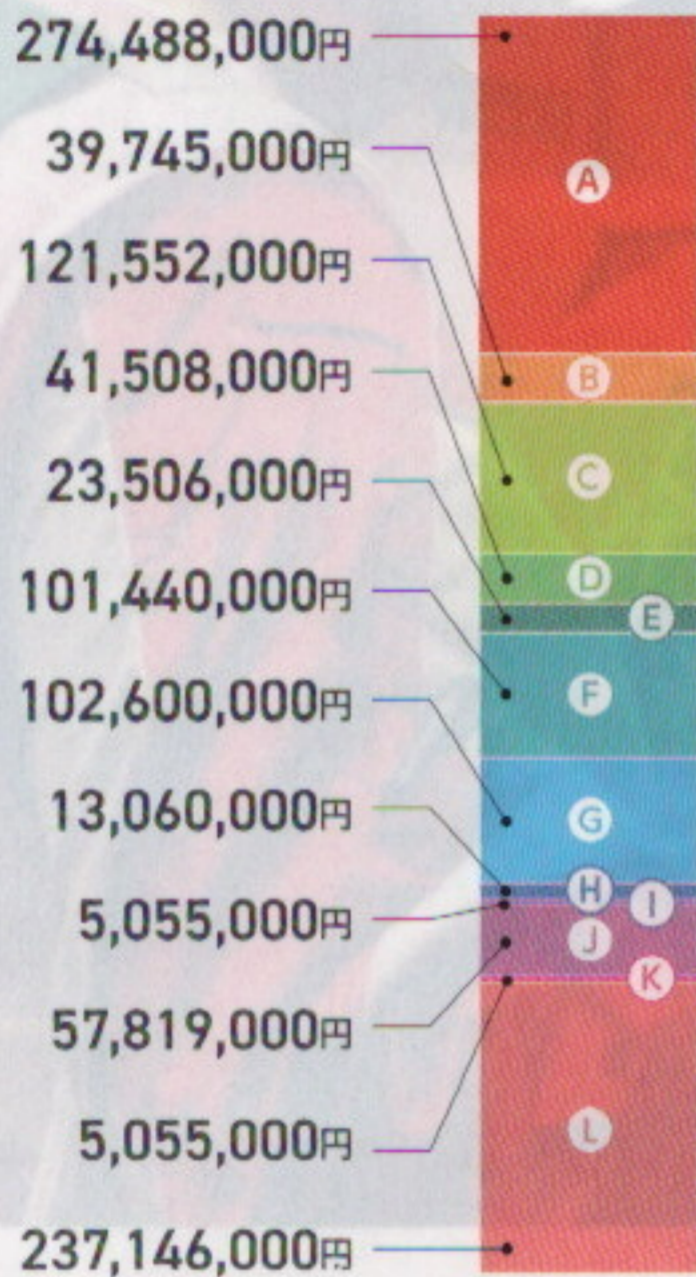 274,488,000円
A
39,745,000円
121,552,000円
B
41,508,000円
C
23,506,000円
D
101,440,000円
E
102,600,000円
F
13,060,000円
G
5,055,000円
H
I
J
57,819,000円
K
5,055,000円
L
237,146,000円